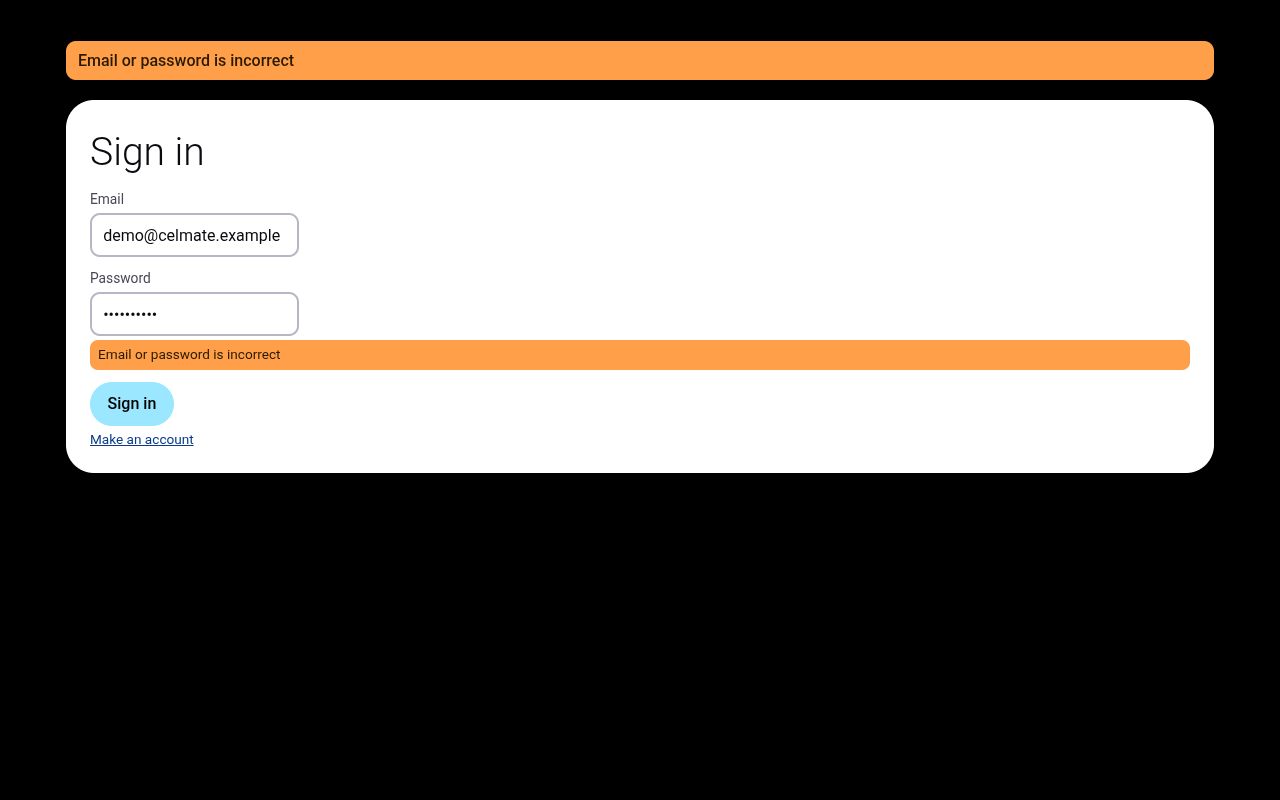 Email or password is incorrect
Sign in
Email
demo@celmate.example
Password
••••••••••
Email or password is incorrect
Sign in
Make an account